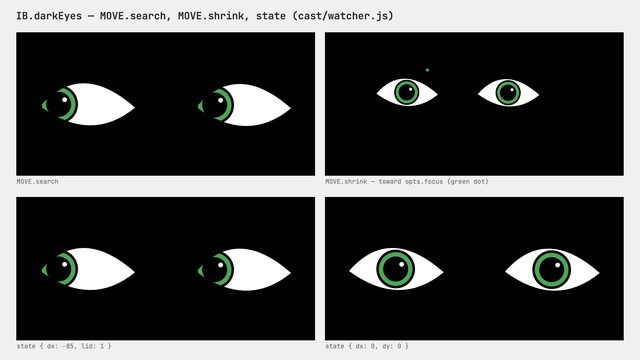 IB.darkEyes — MOVE.search, MOVE.shrink, state (cast/watcher.js)
MOVE.search
MOVE.shrink — toward opts.focus (green dot)
state { dx: -85, lid: 1 }
state { dx: 0, dy: 0 }